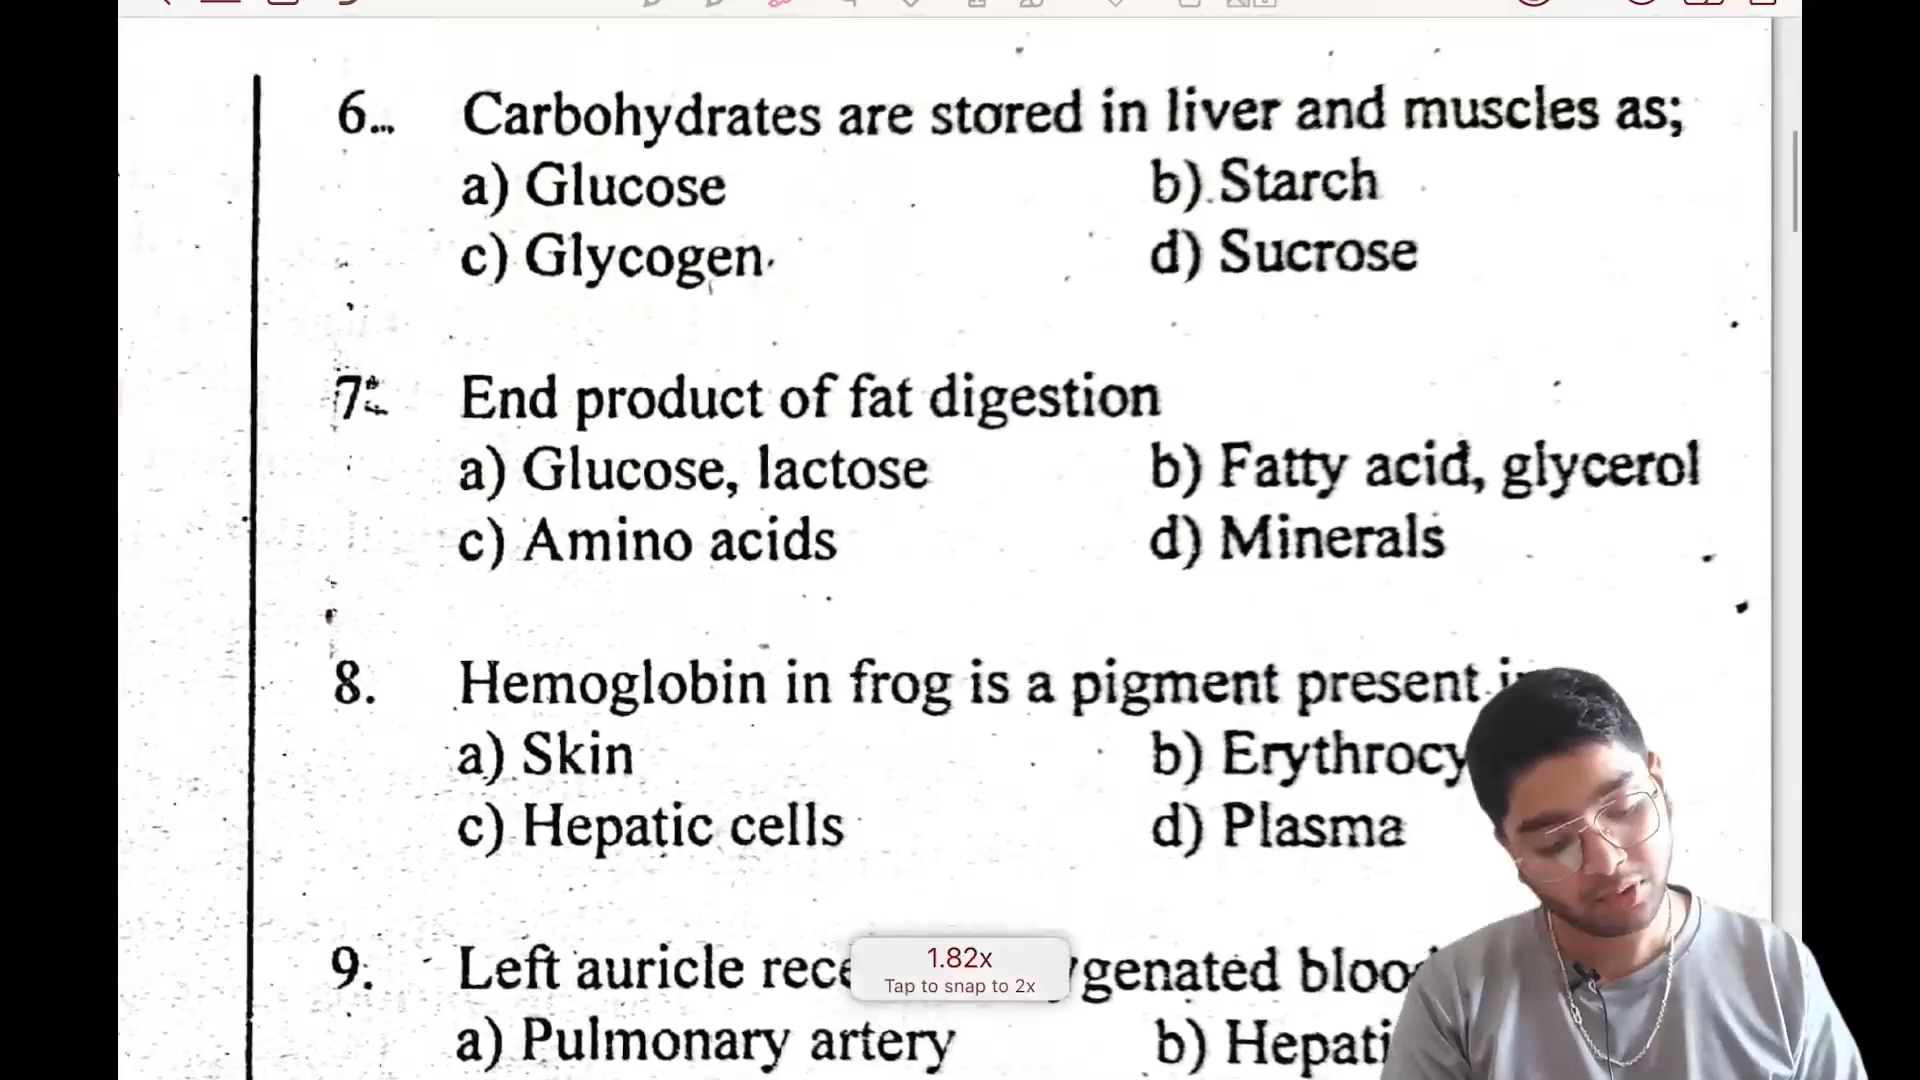 6... Carbohydrates are stored in liver and muscles as;
a) Glucose b) Starch
c) Glycogen d) Sucrose
7. End product of fat digestion
a) Glucose, lactose b) Fatty acid, glycerol
c) Amino acids d) Minerals
8. Hemoglobin in frog is a pigment present
a) Skin b) Erythrocy
c) Hepatic cells d) Plasma
9. Left auricle rece ygenated bloo
1.82x
Tap to snap to 2x
a) Pulmonary artery b) Hepati